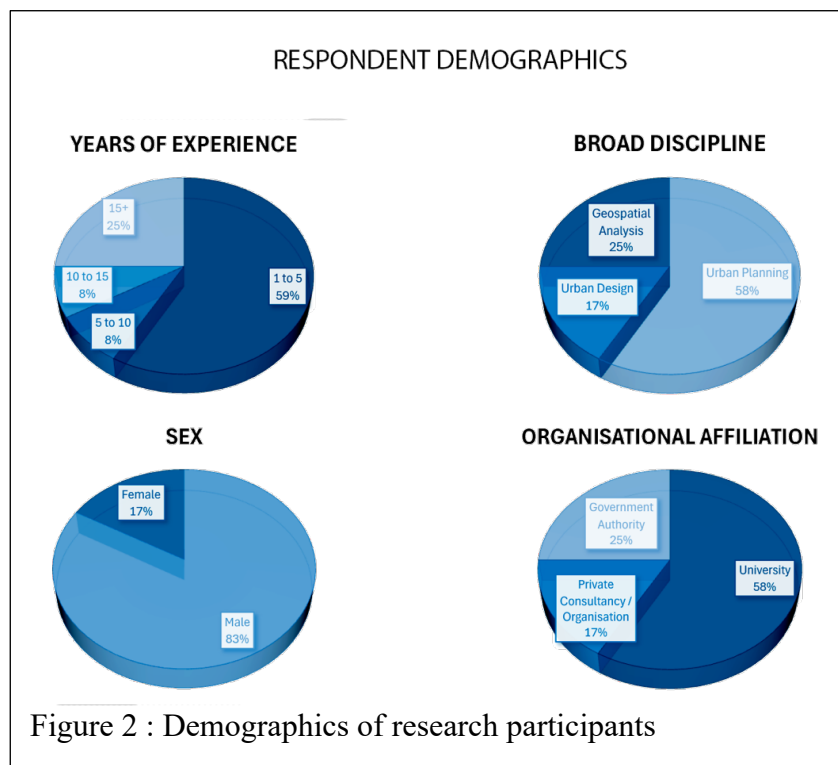 RESPONDENT DEMOGRAPHICS
YEARS OF EXPERIENCE
15+
25%
10 to 15
8%
5 to 10
8%
1 to 5
59%
BROAD DISCIPLINE
Geospatial
Analysis
25%
Urban Design
17%
Urban Planning
58%
SEX
Female
17%
Male
83%
ORGANISATIONAL AFFILIATION
Government
Authority
25%
Private
Consultancy /
Organisation
17%
University
58%
Figure 2 : Demographics of research participants